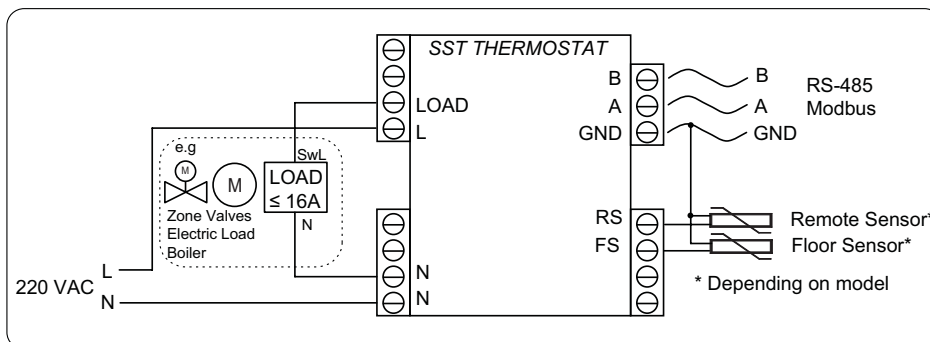 SST THERMOSTAT
B
B
RS-485
Modbus
A
A
LOAD
GND
GND
L
e.g
M
SwL
M
LOAD
≤ 16A
Zone Valves
N
Electric Load
Boiler
RS
Remote Sensor*
FS
Floor Sensor*
L
N
* Depending on model
220 VAC
N
N